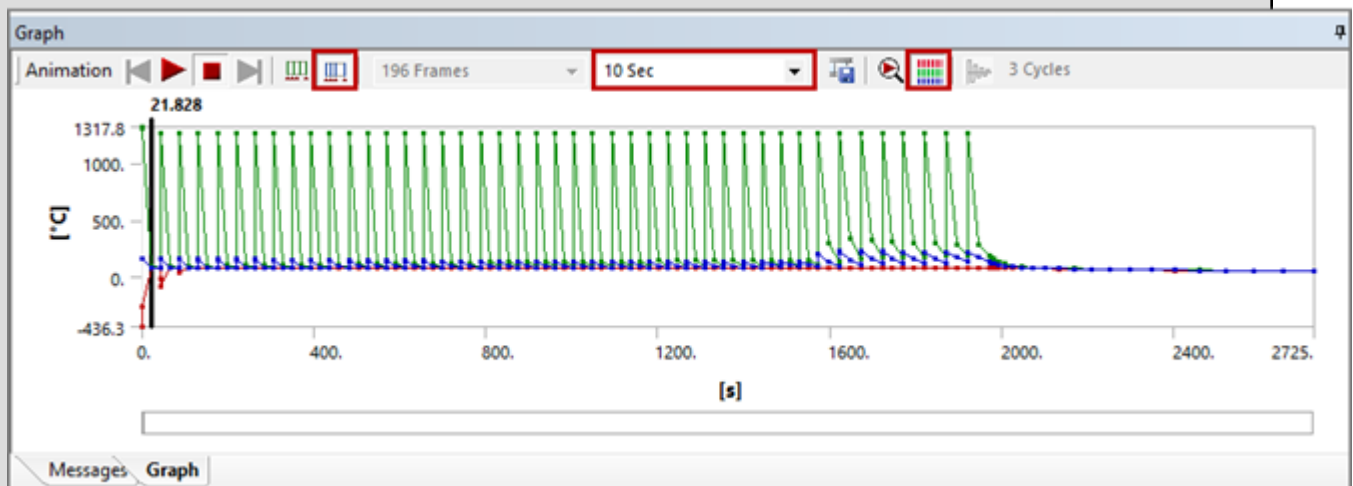 Graph
Animation 196 Frames 10 Sec 3 Cycles
21.828
1317.8
1000.
500.
0.
-436.3
[°C]
0. 400. 800. 1200. 1600. 2000. 2400. 2725.
[s]
Messages Graph